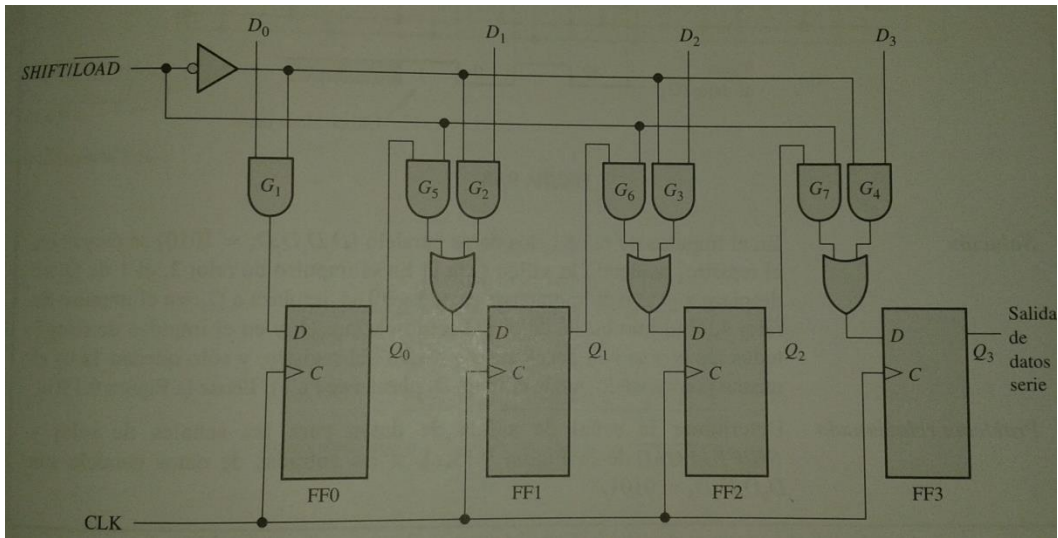 D0
D1
D2
D3
SHIFT/LOAD
G1
G5
G2
G6
G3
G7
G4
D
Q0
C
D
Q1
C
D
Q2
C
D
Q3
C
Salida
de
datos
serie
FF0
FF1
FF2
FF3
CLK